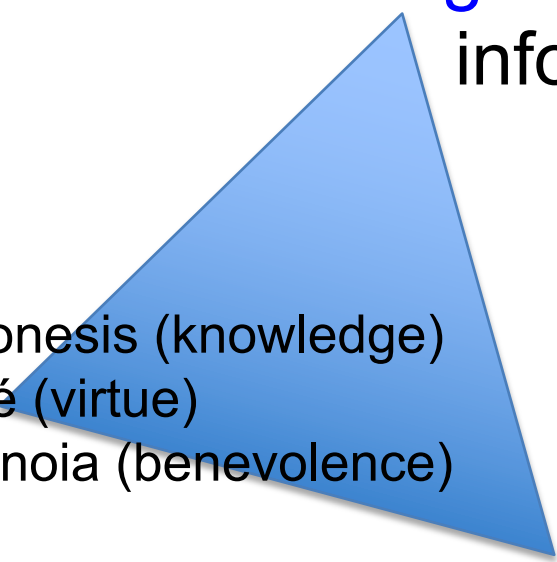 g
info
onesis (knowledge)
é (virtue)
noia (benevolence)